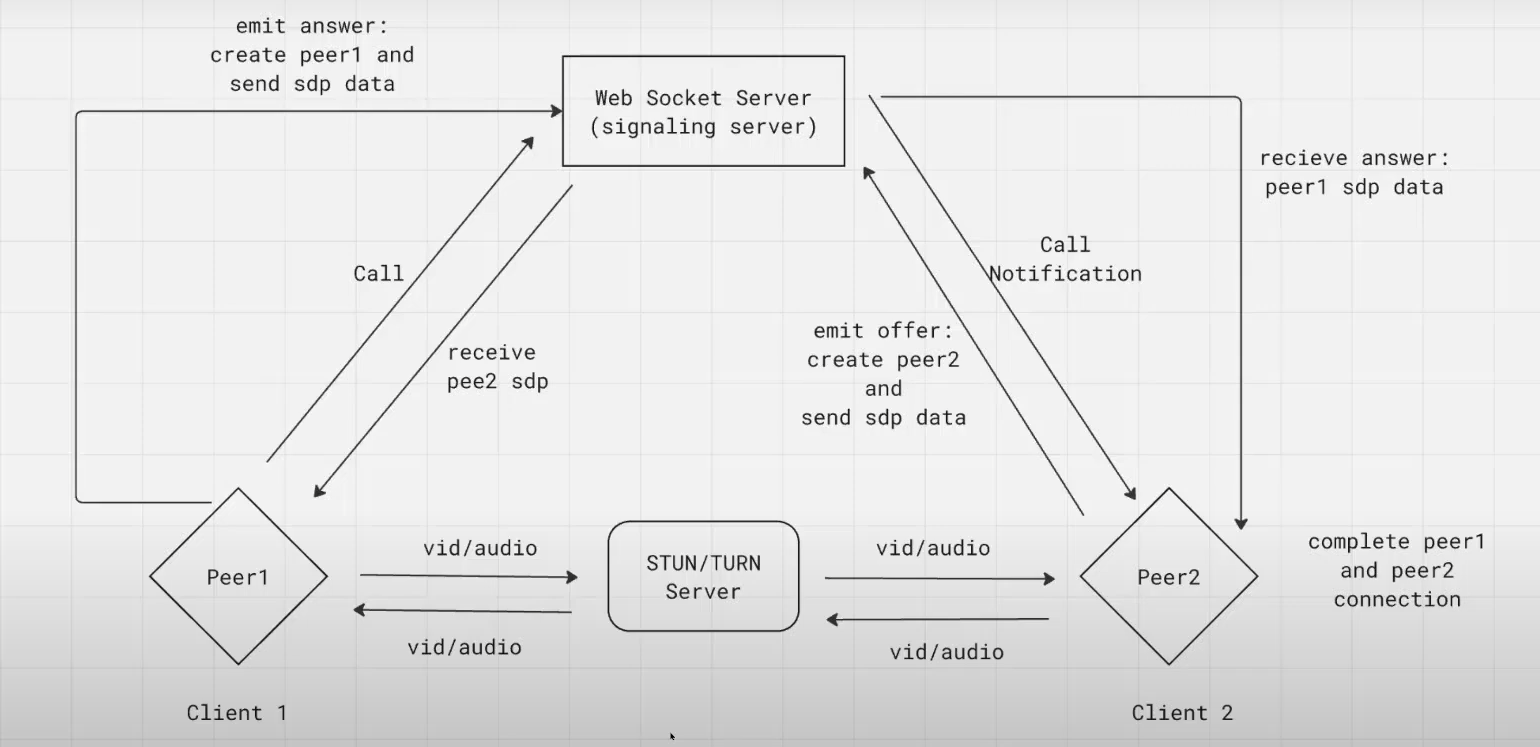 emit answer:
create peer1 and
send sdp data
Web Socket Server
(signaling server)
recieve answer:
peer1 sdp data
Call
Call
Notification
receive
pee2 sdp
emit offer:
create peer2
and
send sdp data
Peer1
vid/audio
vid/audio
STUN/TURN
Server
vid/audio
vid/audio
Peer2
complete peer1
and peer2
connection
Client 1
Client 2